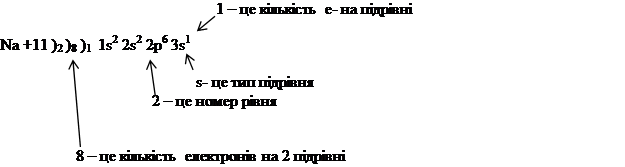 1 – це кількість e- на підрівні
Na +11 )₂ )₈ )₁ 1s² 2s² 2p⁶ 3s¹
s- це тип підрівня
2 – це номер рівня
8 – це кількість електронів на 2 підрівні